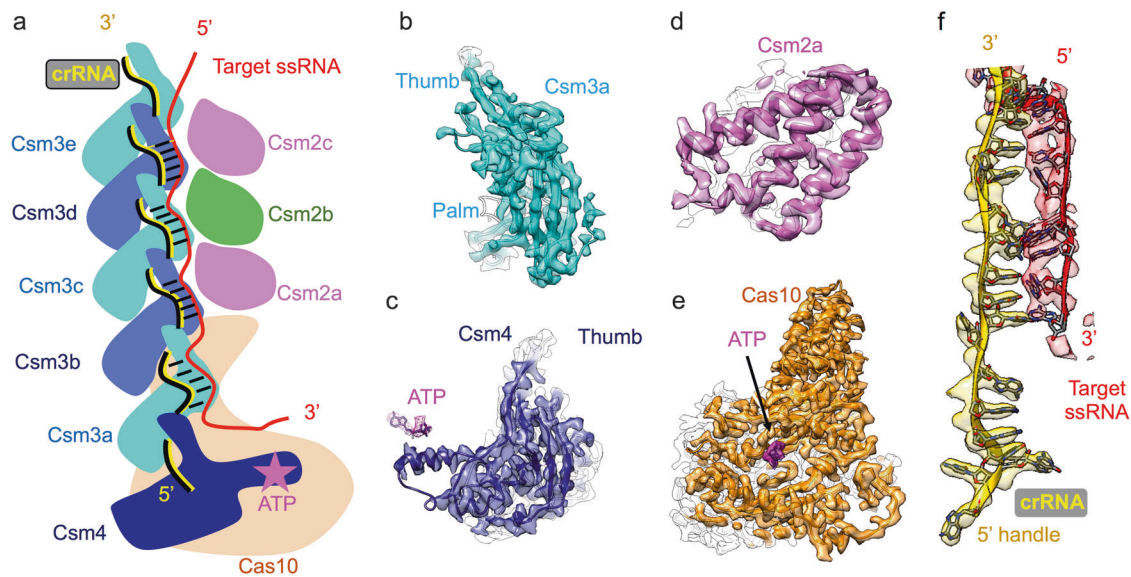 a
3’
5’
crRNA
Target ssRNA
Csm3e
Csm2c
Csm3d
Csm2b
Csm3c
Csm2a
Csm3b
3’
Csm3a
5’
ATP
Csm4
Cas10
b
Thumb
Csm3a
Palm
c
Csm4
Thumb
ATP
d
Csm2a
e
Cas10
ATP
f
3’
5’
3’
Target
ssRNA
crRNA
5’ handle